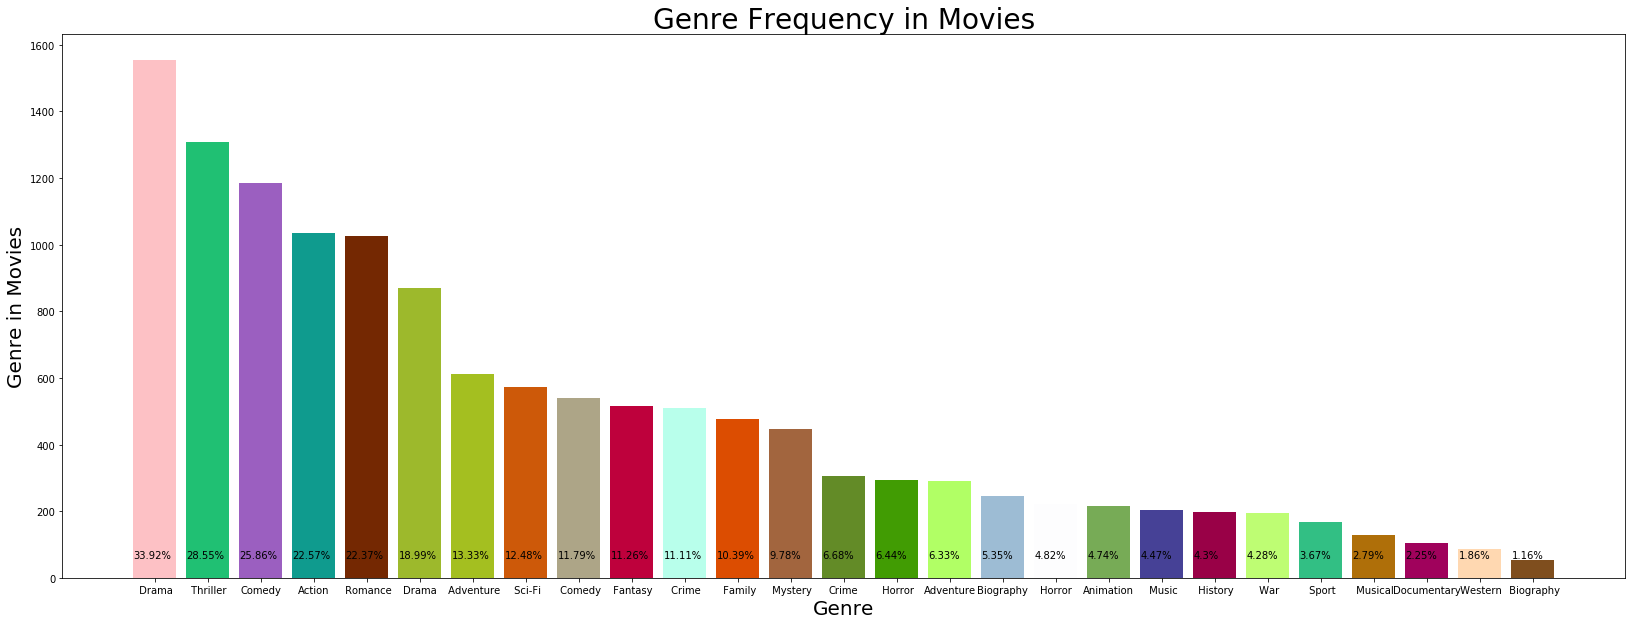 Genre Frequency in Movies
Genre in Movies
1600
1400
1200
1000
800
600
400
200
0
33.92% 28.55% 25.86% 22.57% 22.37% 18.99% 13.33% 12.48% 11.79% 11.26% 11.11% 10.39% 9.78% 6.68% 6.44% 6.33% 5.35% 4.82% 4.74% 4.47% 4.3% 4.28% 3.67% 2.79% 2.25% 1.86% 1.16%
Drama Thriller Comedy Action Romance Drama Adventure Sci-Fi Comedy Fantasy Crime Family Mystery Crime Horror Adventure Biography Horror Animation Music History War Sport Musical Documentary Western Biography
Genre